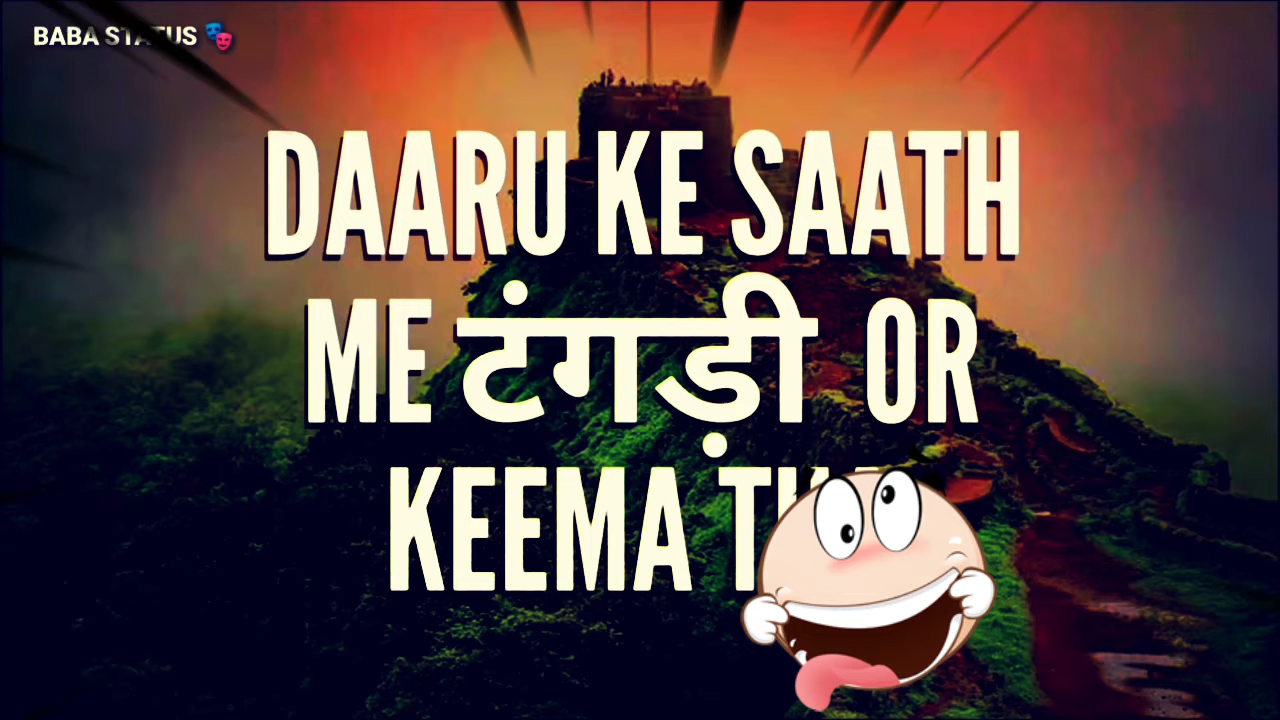 BABA STATUS
DAARU KE SAATH
ME टंगड़ी OR
KEEMA